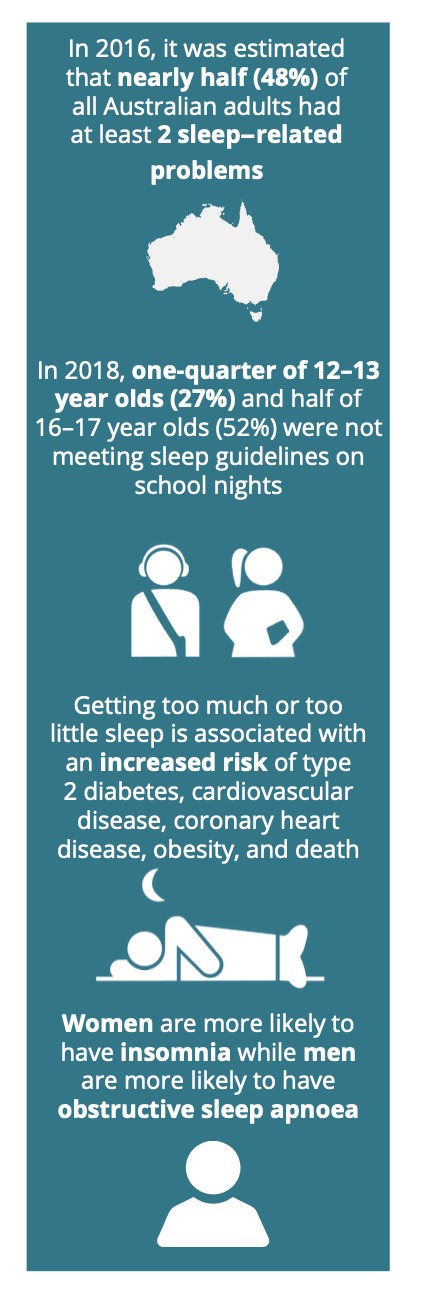 In 2016, it was estimated
that nearly half (48%) of
all Australian adults had
at least 2 sleep–related
problems
In 2018, one-quarter of 12–13
year olds (27%) and half of
16–17 year olds (52%) were not
meeting sleep guidelines on
school nights
Getting too much or too
little sleep is associated with
an increased risk of type
2 diabetes, cardiovascular
disease, coronary heart
disease, obesity, and death
Women are more likely to
have insomnia while men
are more likely to have
obstructive sleep apnoea